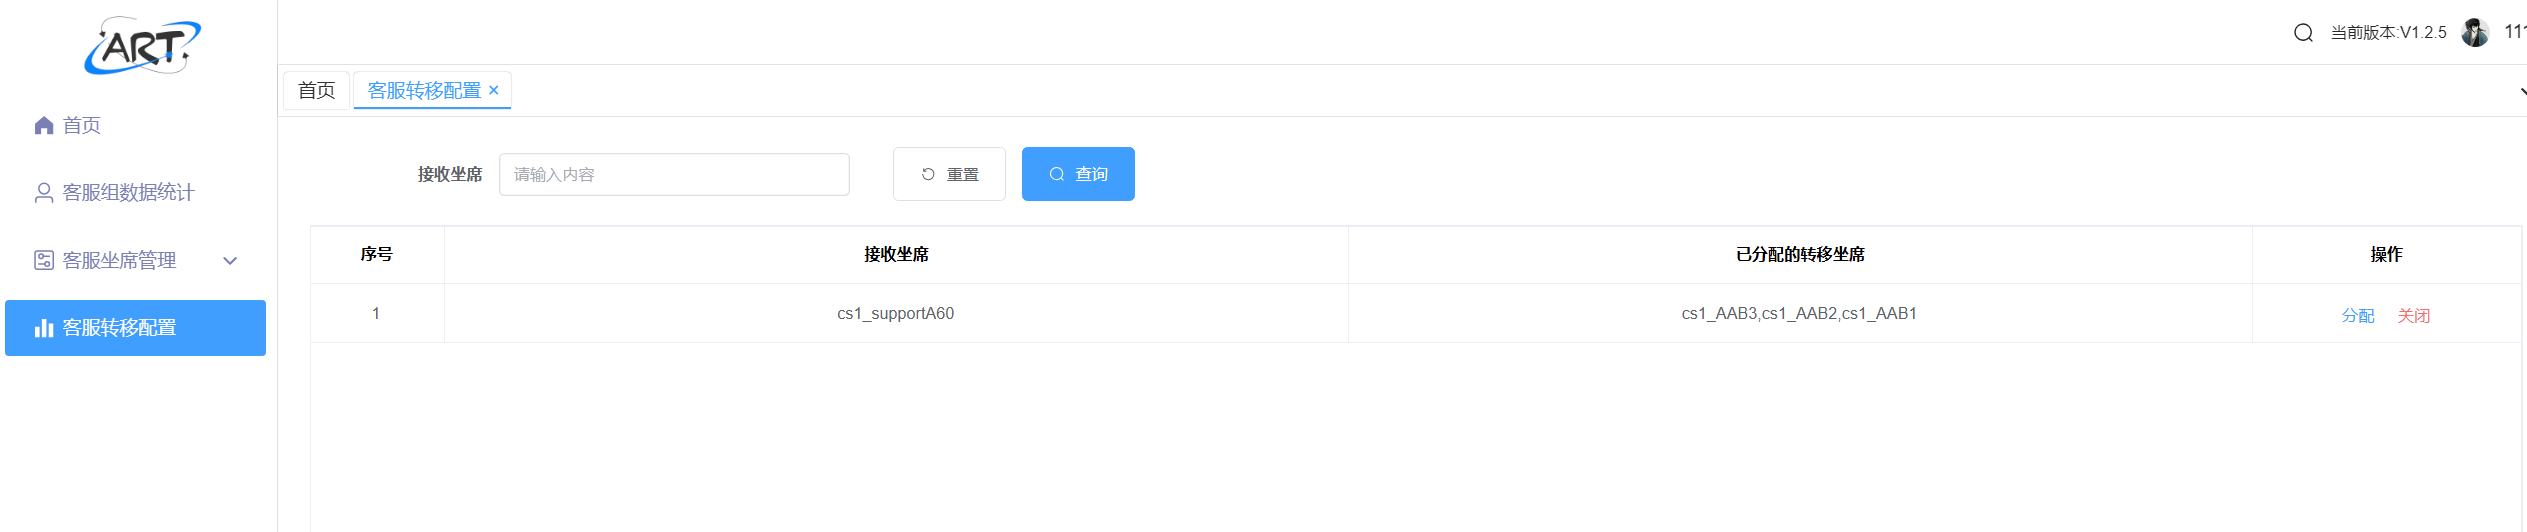 ART
当前版本:V1.2.5
首页
客服转移配置
首页
客服组数据统计
客服坐席管理
客服转移配置
接收坐席 请输入内容 重置 查询
序号 接收坐席 已分配的转移坐席 操作
1 cs1_supportA60 cs1_AAB3,cs1_AAB2,cs1_AAB1 分配 关闭